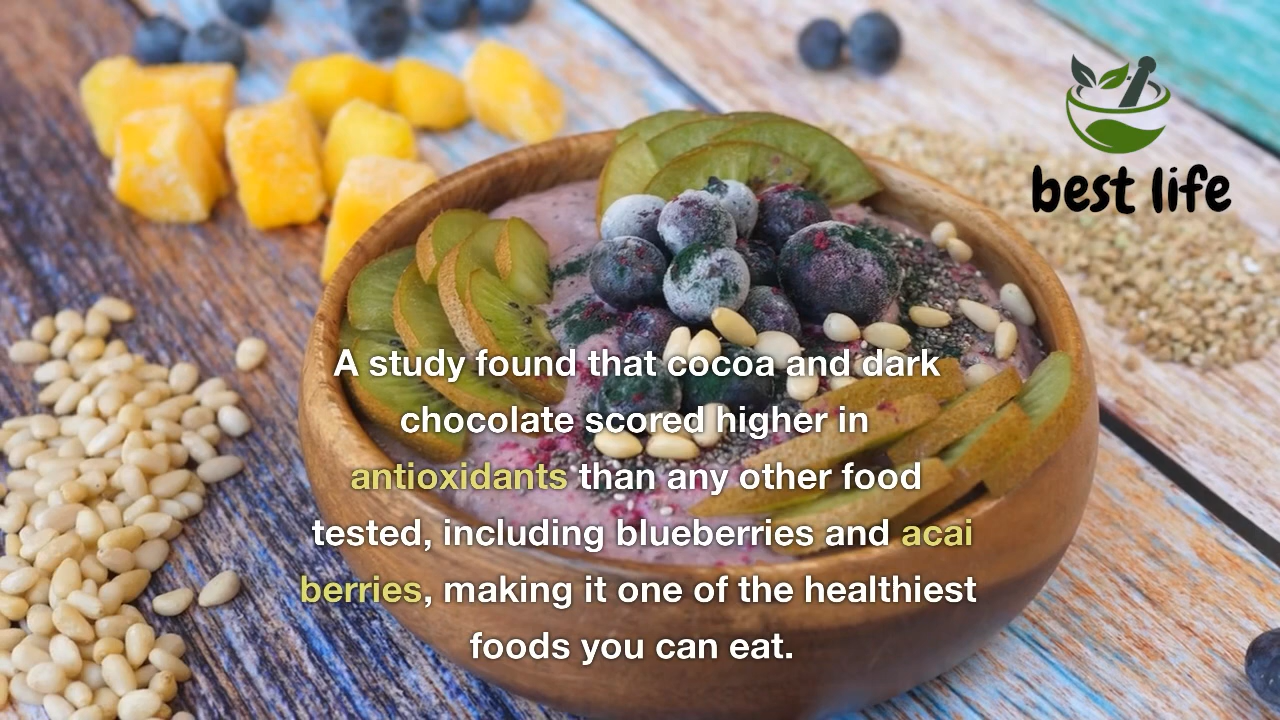 best life
A study found that cocoa and dark
chocolate scored higher in
antioxidants than any other food
tested, including blueberries and acai
berries, making it one of the healthiest
foods you can eat.